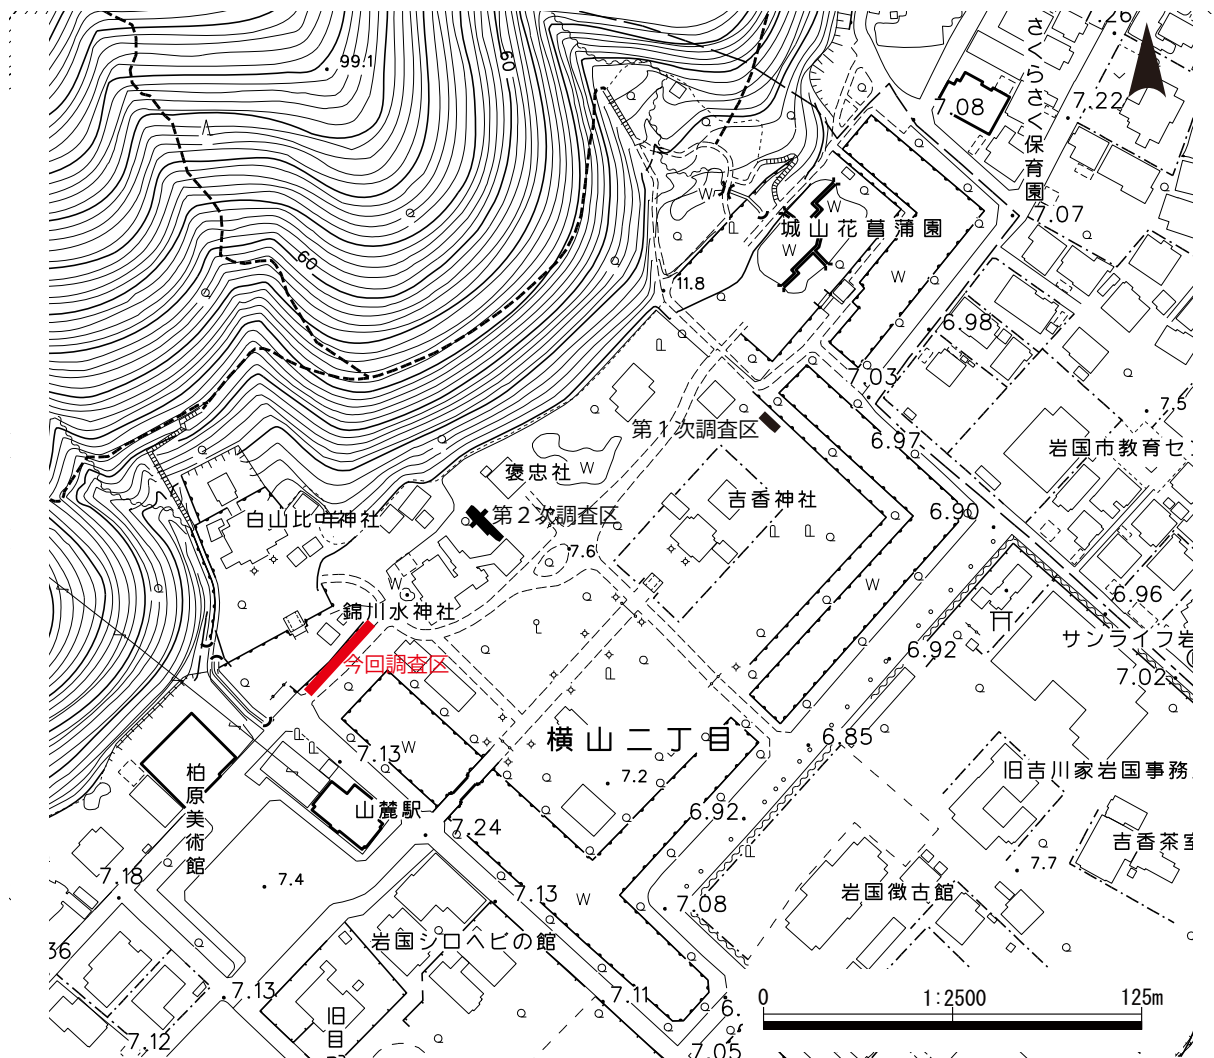 さくらさく保育園
.26
7.08
7.22
7.07
99.1
60
60
城山花菖蒲園
W
W
W
W
11.8
6.98
7.03
7.5
6.97
岩国市教育セ
第1次調査区
褒忠社
W
吉香神社
白山比咩神社
第2次調査区
6.90
7.6
W
W
6.96
錦川水神社
サンライフ岩
今回調査区
6.92
7.02
横山二丁目
6.85
7.13
W
7.2
旧吉川家岩国事務
柏原美術館
山麓駅
6.92
7.24
吉香茶室
7.18
7.4
7.13
W
7.08
7.7
岩国徴古館
36
岩国シロヘビの館
7.13
7.11
6.
旧目
7.12
7.05
0
1:2500
125m